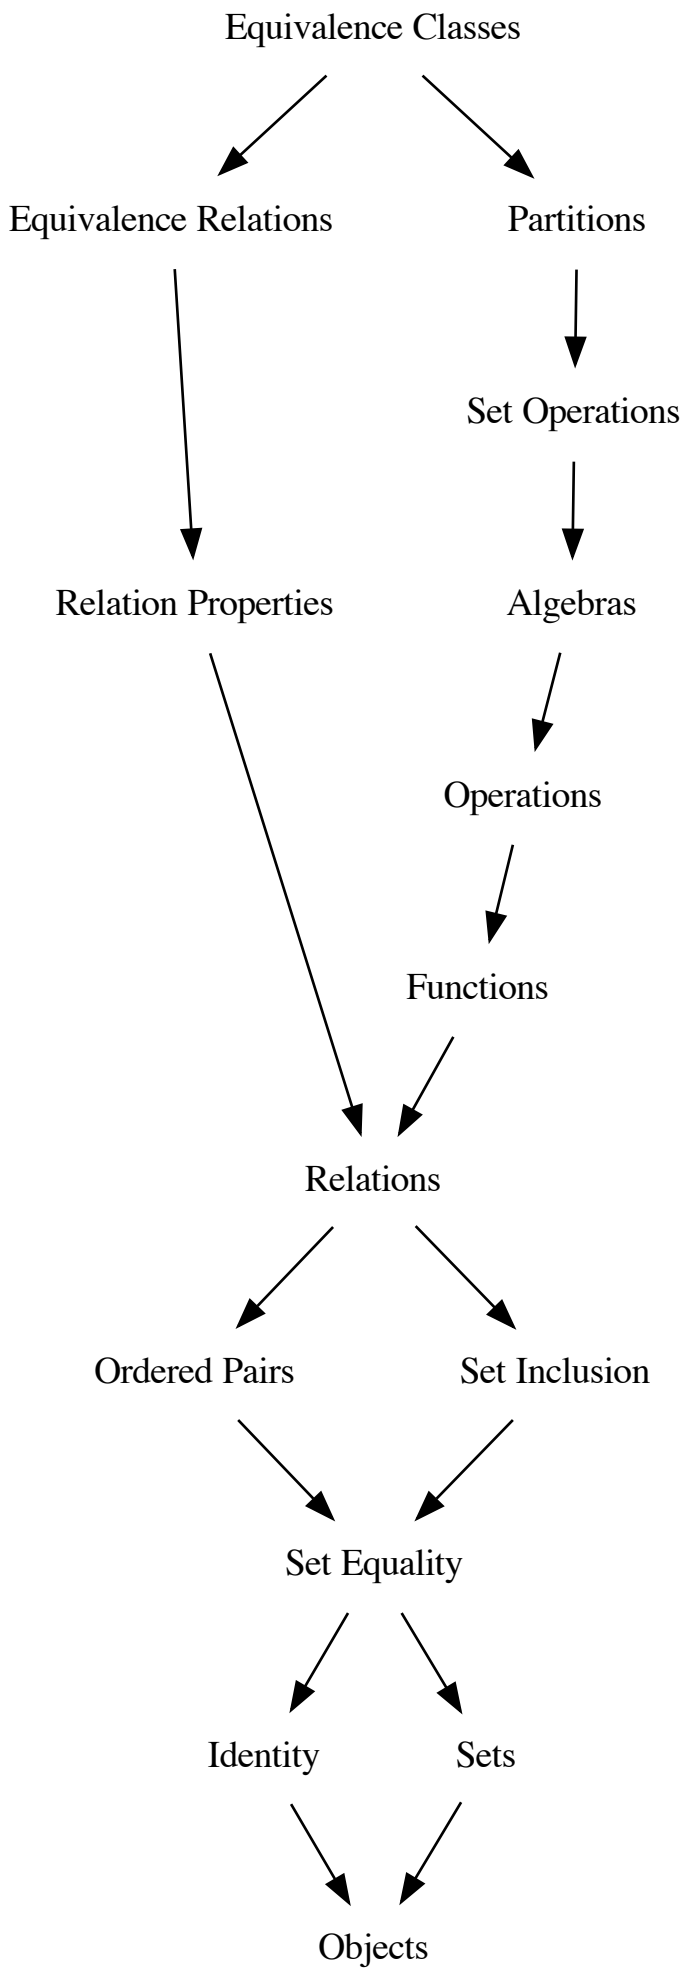 Equivalence Classes
Equivalence Relations
Partitions
Set Operations
Relation Properties
Algebras
Operations
Functions
Relations
Ordered Pairs
Set Inclusion
Set Equality
Identity
Sets
Objects